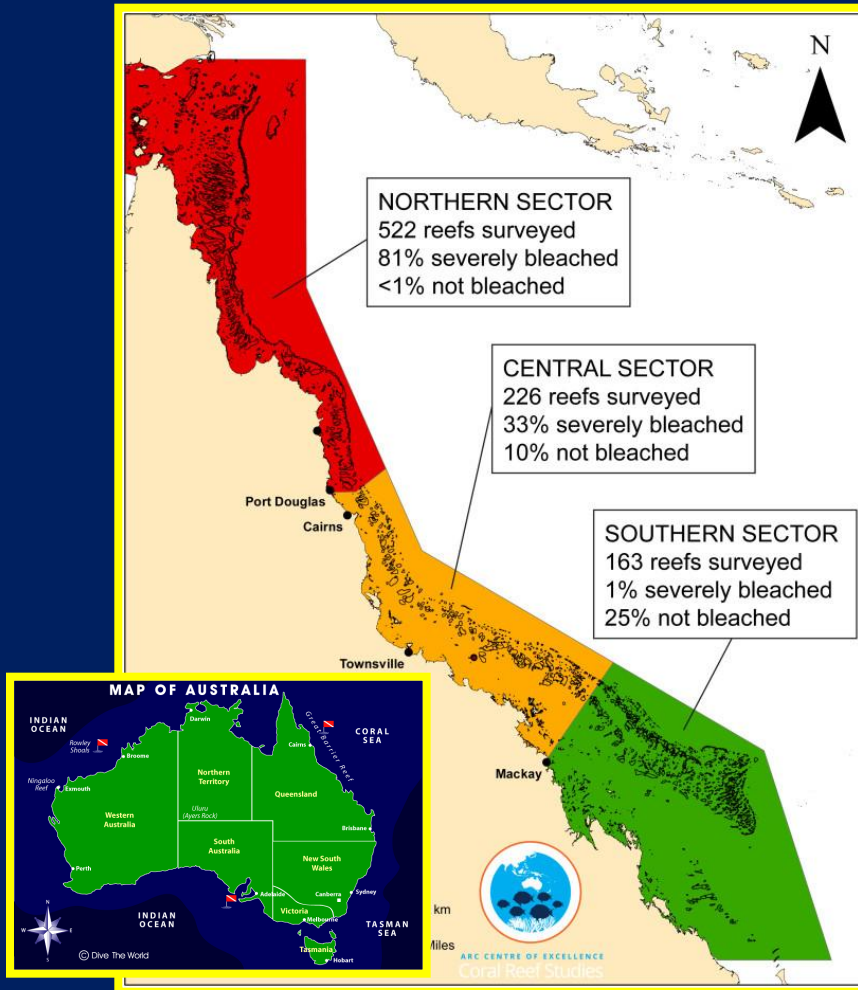 N
NORTHERN SECTOR
522 reefs surveyed
81% severely bleached
<1% not bleached
CENTRAL SECTOR
226 reefs surveyed
33% severely bleached
10% not bleached
SOUTHERN SECTOR
163 reefs surveyed
1% severely bleached
25% not bleached
Port Douglas
Cairns
Townsville
Mackay
km
Miles
ARC CENTRE OF EXCELLENCE
Coral Reef Studies
MAP OF AUSTRALIA
INDIAN
OCEAN
Darwin
Great Barrier Reef
CORAL
SEA
Rowley
Shoals
Broome
Cairns
Ningaloo
Reef
Exmouth
Northern
Territory
Queensland
Western
Australia
Uluru
(Ayers Rock)
South
Australia
Brisbane
Perth
New South
Wales
Adelaide
Canberra
Sydney
INDIAN
OCEAN
Victoria
Melbourne
TASMAN
SEA
Tasmania
Hobart
N
W
E
S
© Dive The World